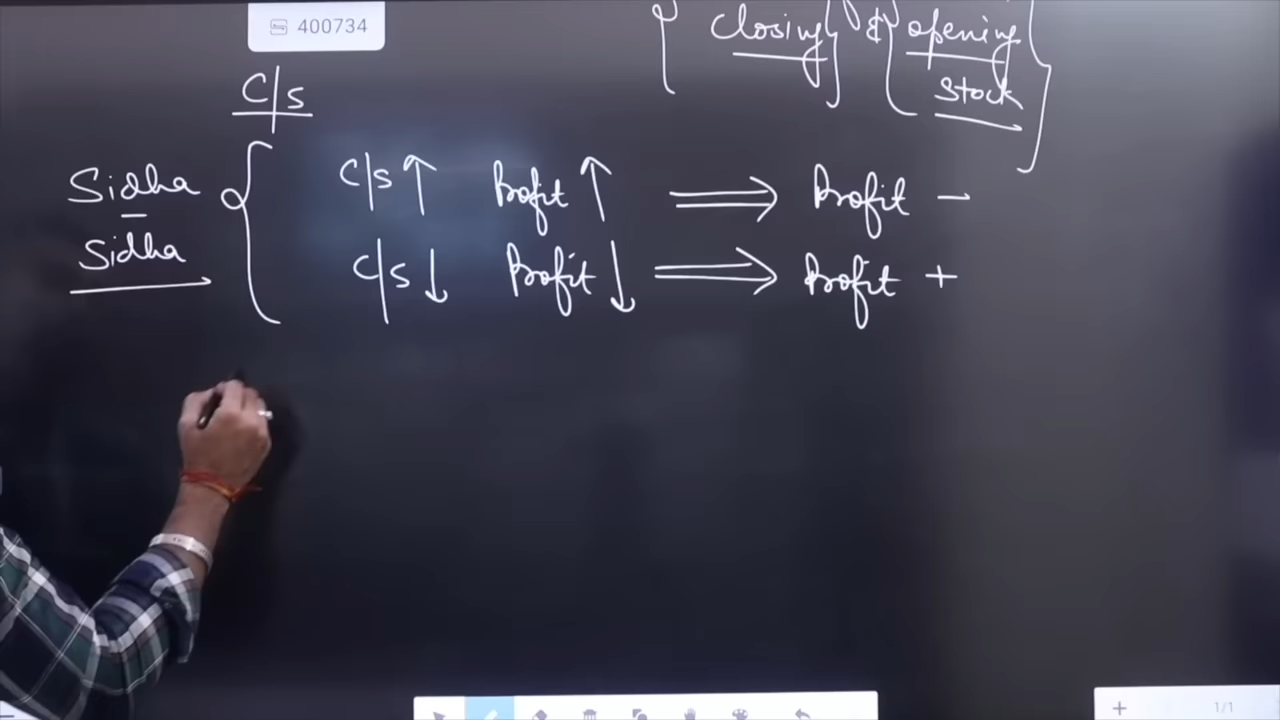 400734
closing & opening
stock
C/s
Sidha C/s ↑ Profit ↑ ⟹ Profit −
–
Sidha C/s ↓ Profit ↓ ⟹ Profit +
+ 1/1